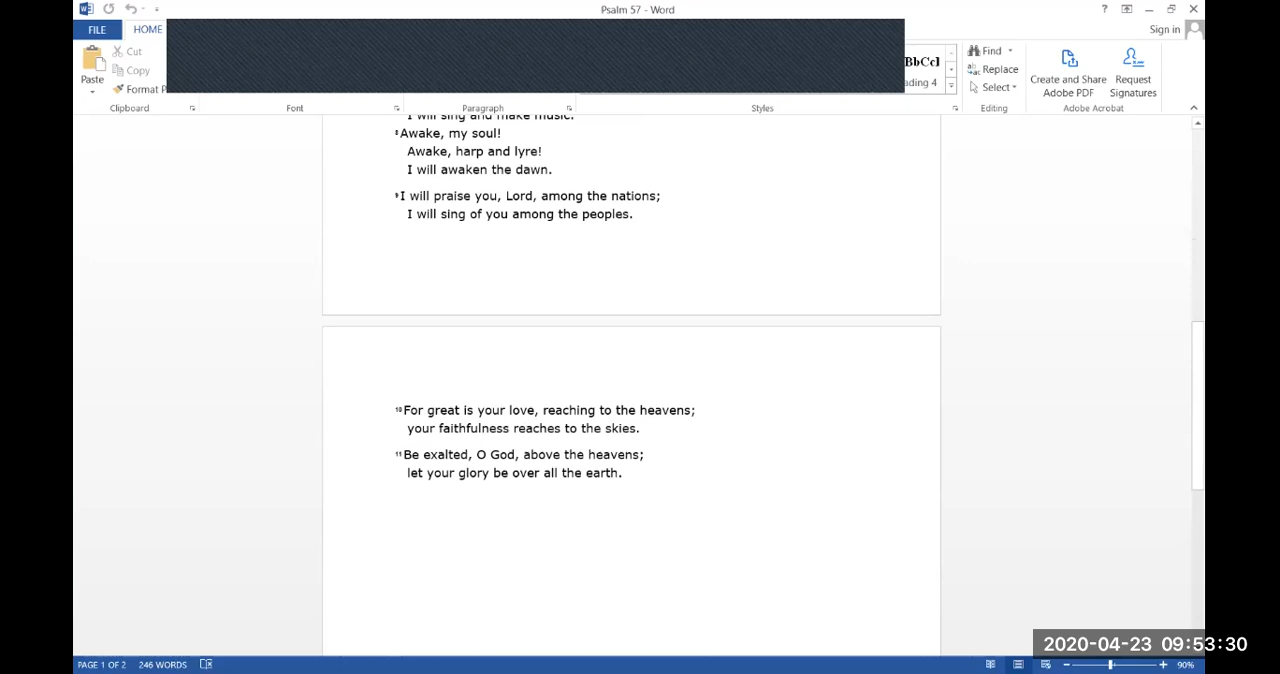 Psalm 57 - Word
?
FILE
HOME
Sign in
Paste
Cut
Copy
Format P
BbCcI
ading 4
Find
Replace
Select
Create and Share
Adobe PDF
Request
Signatures
Clipboard
Font
Paragraph
Styles
Editing
Adobe Acrobat
I will sing and make music.
8Awake, my soul!
Awake, harp and lyre!
I will awaken the dawn.
9I will praise you, Lord, among the nations;
I will sing of you among the peoples.
10For great is your love, reaching to the heavens;
your faithfulness reaches to the skies.
11Be exalted, O God, above the heavens;
let your glory be over all the earth.
2020-04-23 09:53:30
PAGE 1 OF 2
246 WORDS
90%